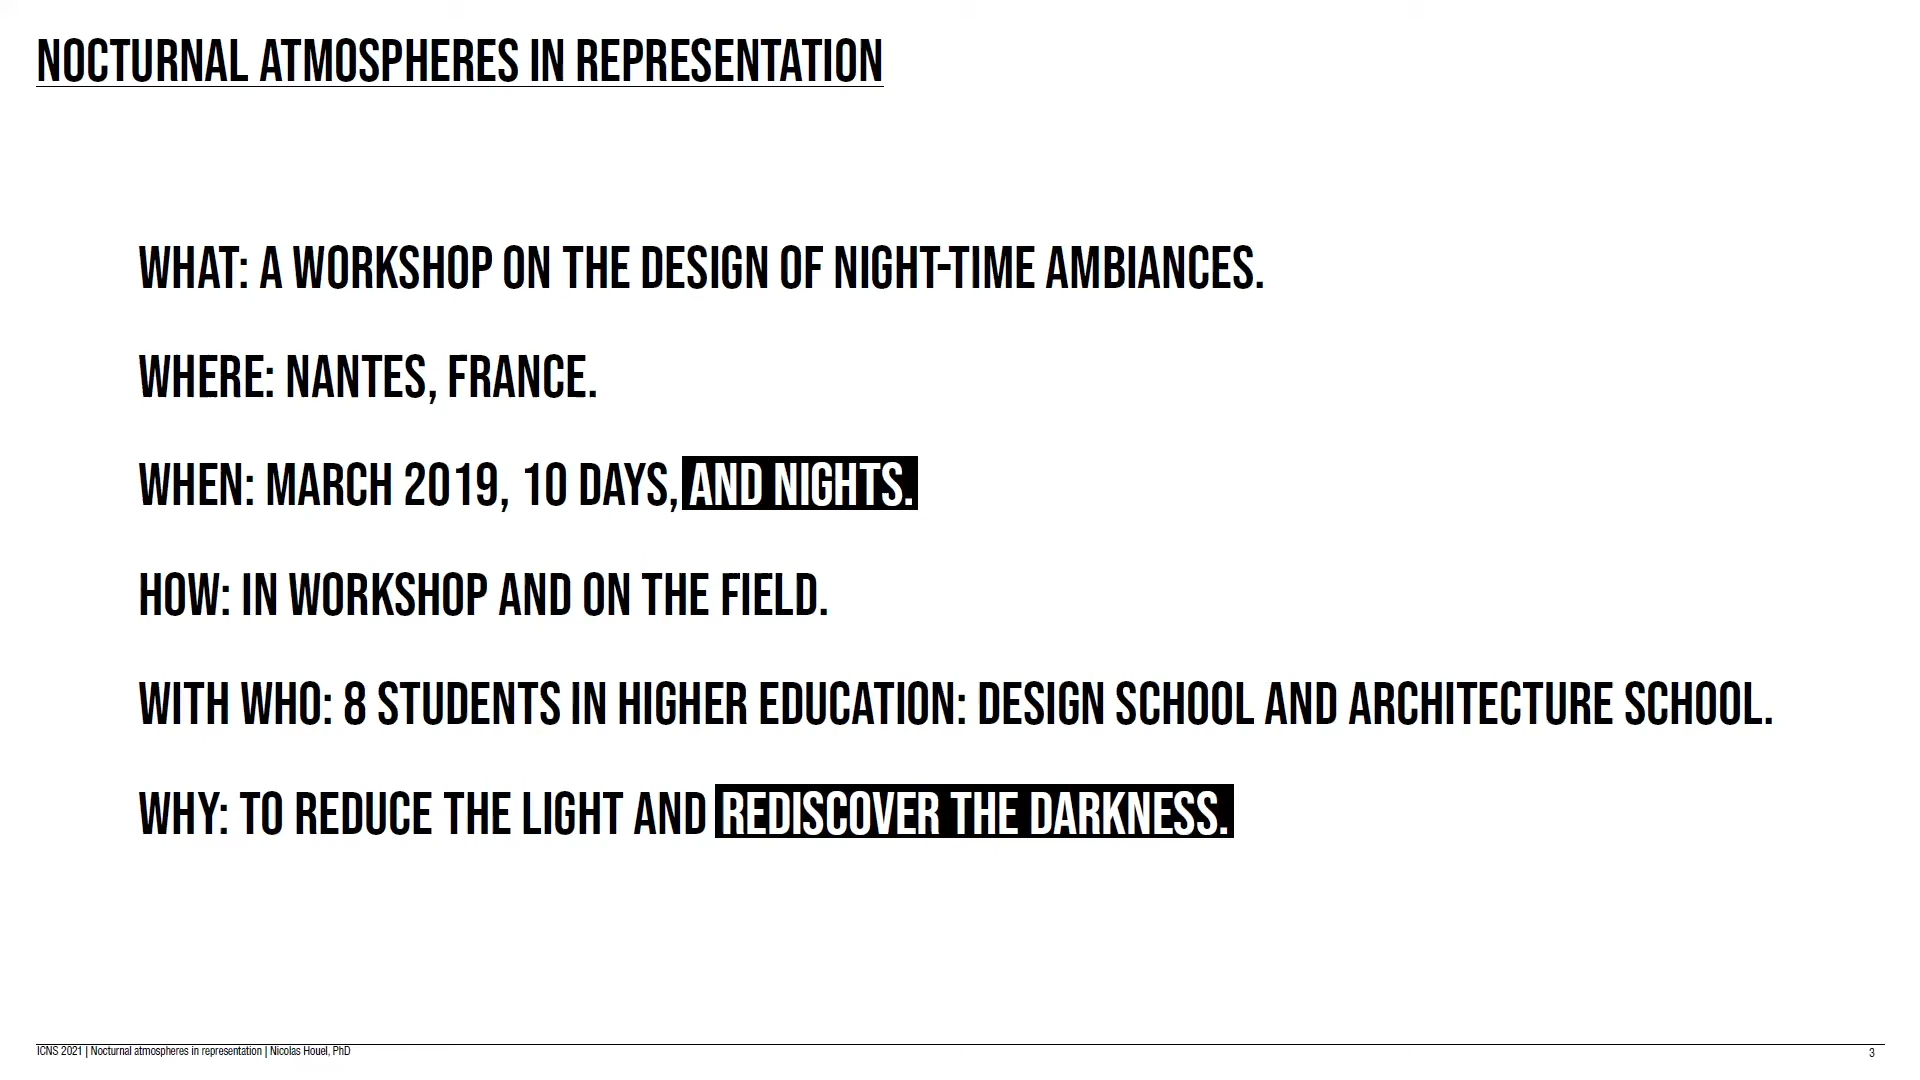 NOCTURNAL ATMOSPHERES IN REPRESENTATION
WHAT: A WORKSHOP ON THE DESIGN OF NIGHT-TIME AMBIANCES.
WHERE: NANTES, FRANCE.
WHEN: MARCH 2019, 10 DAYS, AND NIGHTS.
HOW: IN WORKSHOP AND ON THE FIELD.
WITH WHO: 8 STUDENTS IN HIGHER EDUCATION: DESIGN SCHOOL AND ARCHITECTURE SCHOOL.
WHY: TO REDUCE THE LIGHT AND REDISCOVER THE DARKNESS.
ICNS 2021 | Nocturnal atmospheres in representation | Nicolas Houel, PhD
3